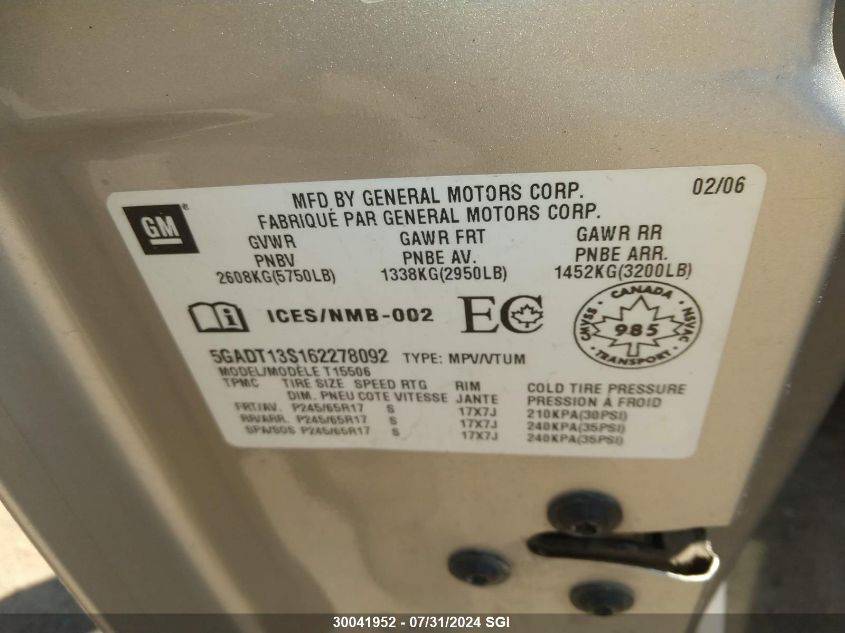 MFD BY GENERAL MOTORS CORP. 02/06
FABRIQUÉ PAR GENERAL MOTORS CORP.
GM ®
GVWR GAWR FRT GAWR RR
PNBV PNBE AV. PNBE ARR.
2608KG(5750LB) 1338KG(2950LB) 1452KG(3200LB)
ICES/NMB-002 EC
CANADA
CMVSS 985 NSVAC
TRANSPORT
5GADT13S162278092 TYPE: MPV/VTUM
MODEL/MODÈLE T15506
TPMC TIRE SIZE SPEED RTG RIM COLD TIRE PRESSURE
DIM. PNEU COTE VITESSE JANTE PRESSION À FROID
FRT/AV. P245/65R17 S 17X7J 210KPA(30PSI)
RR/ARR. P245/65R17 S 17X7J 240KPA(35PSI)
SPA/SOS P245/65R17 S 17X7J 240KPA(35PSI)
30041952 - 07/31/2024 SGI